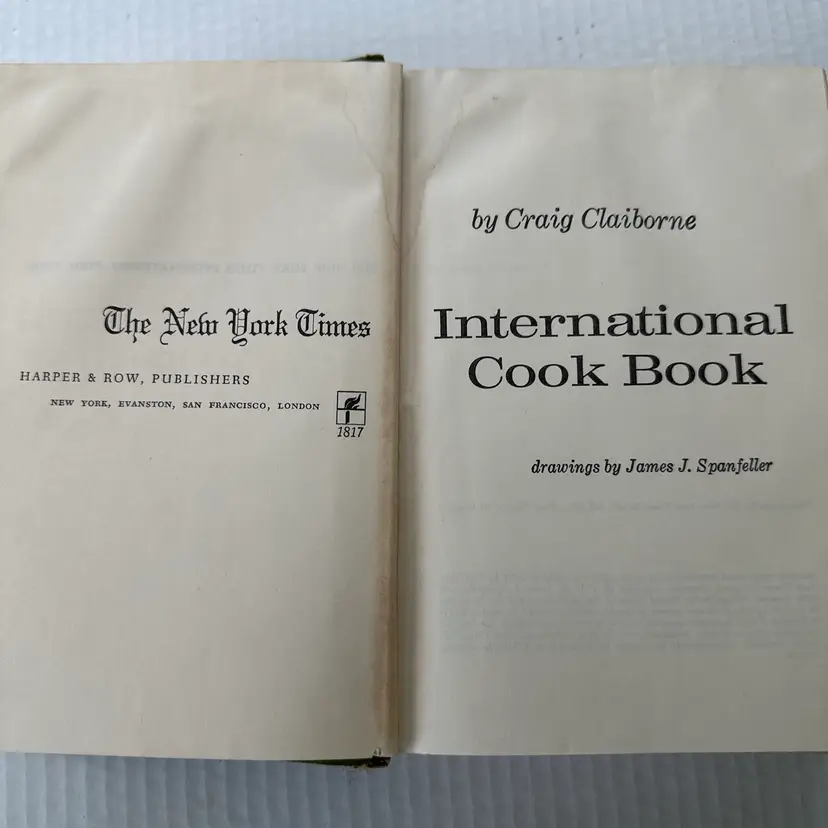 The New York Times
HARPER & ROW, PUBLISHERS
NEW YORK, EVANSTON, SAN FRANCISCO, LONDON
1817
by Craig Claiborne
International
Cook Book
drawings by James J. Spanfeller